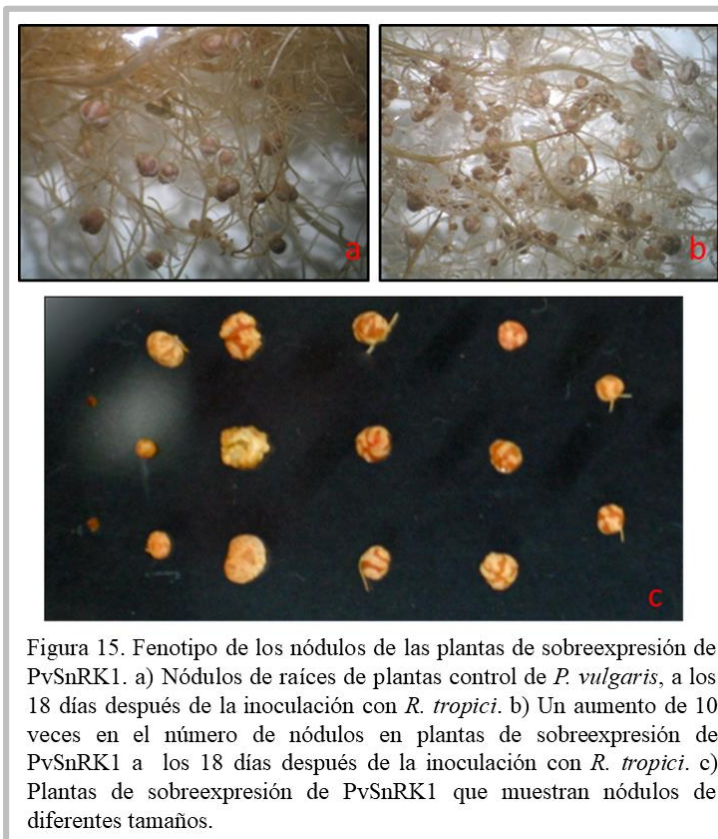 a
b
c
Figura 15. Fenotipo de los nódulos de las plantas de sobreexpresión de
PvSnRK1. a) Nódulos de raíces de plantas control de P. vulgaris, a los
18 días después de la inoculación con R. tropici. b) Un aumento de 10
veces en el número de nódulos en plantas de sobreexpresión de
PvSnRK1 a los 18 días después de la inoculación con R. tropici. c)
Plantas de sobreexpresión de PvSnRK1 que muestran nódulos de
diferentes tamaños.